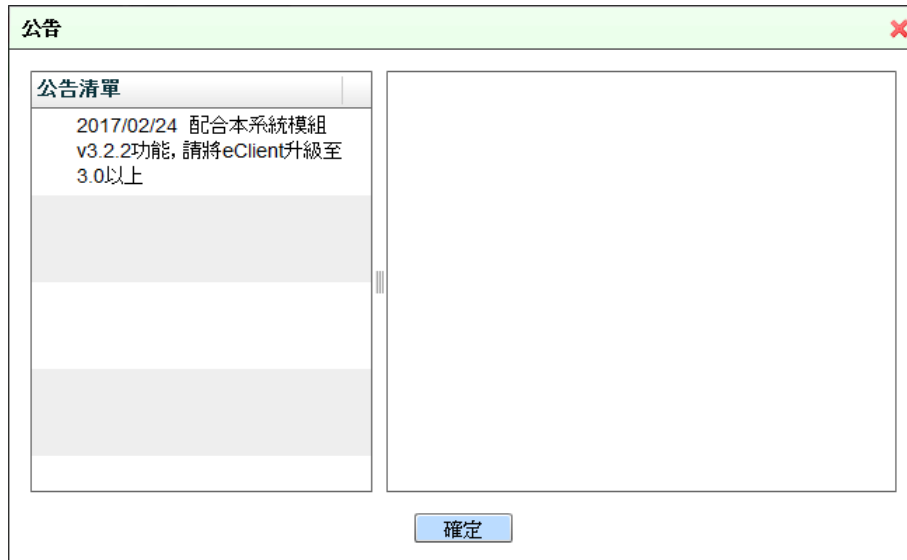 公告
公告清單
2017/02/24 配合本系統模組
v3.2.2功能, 請將eClient升級至
3.0以上
確定